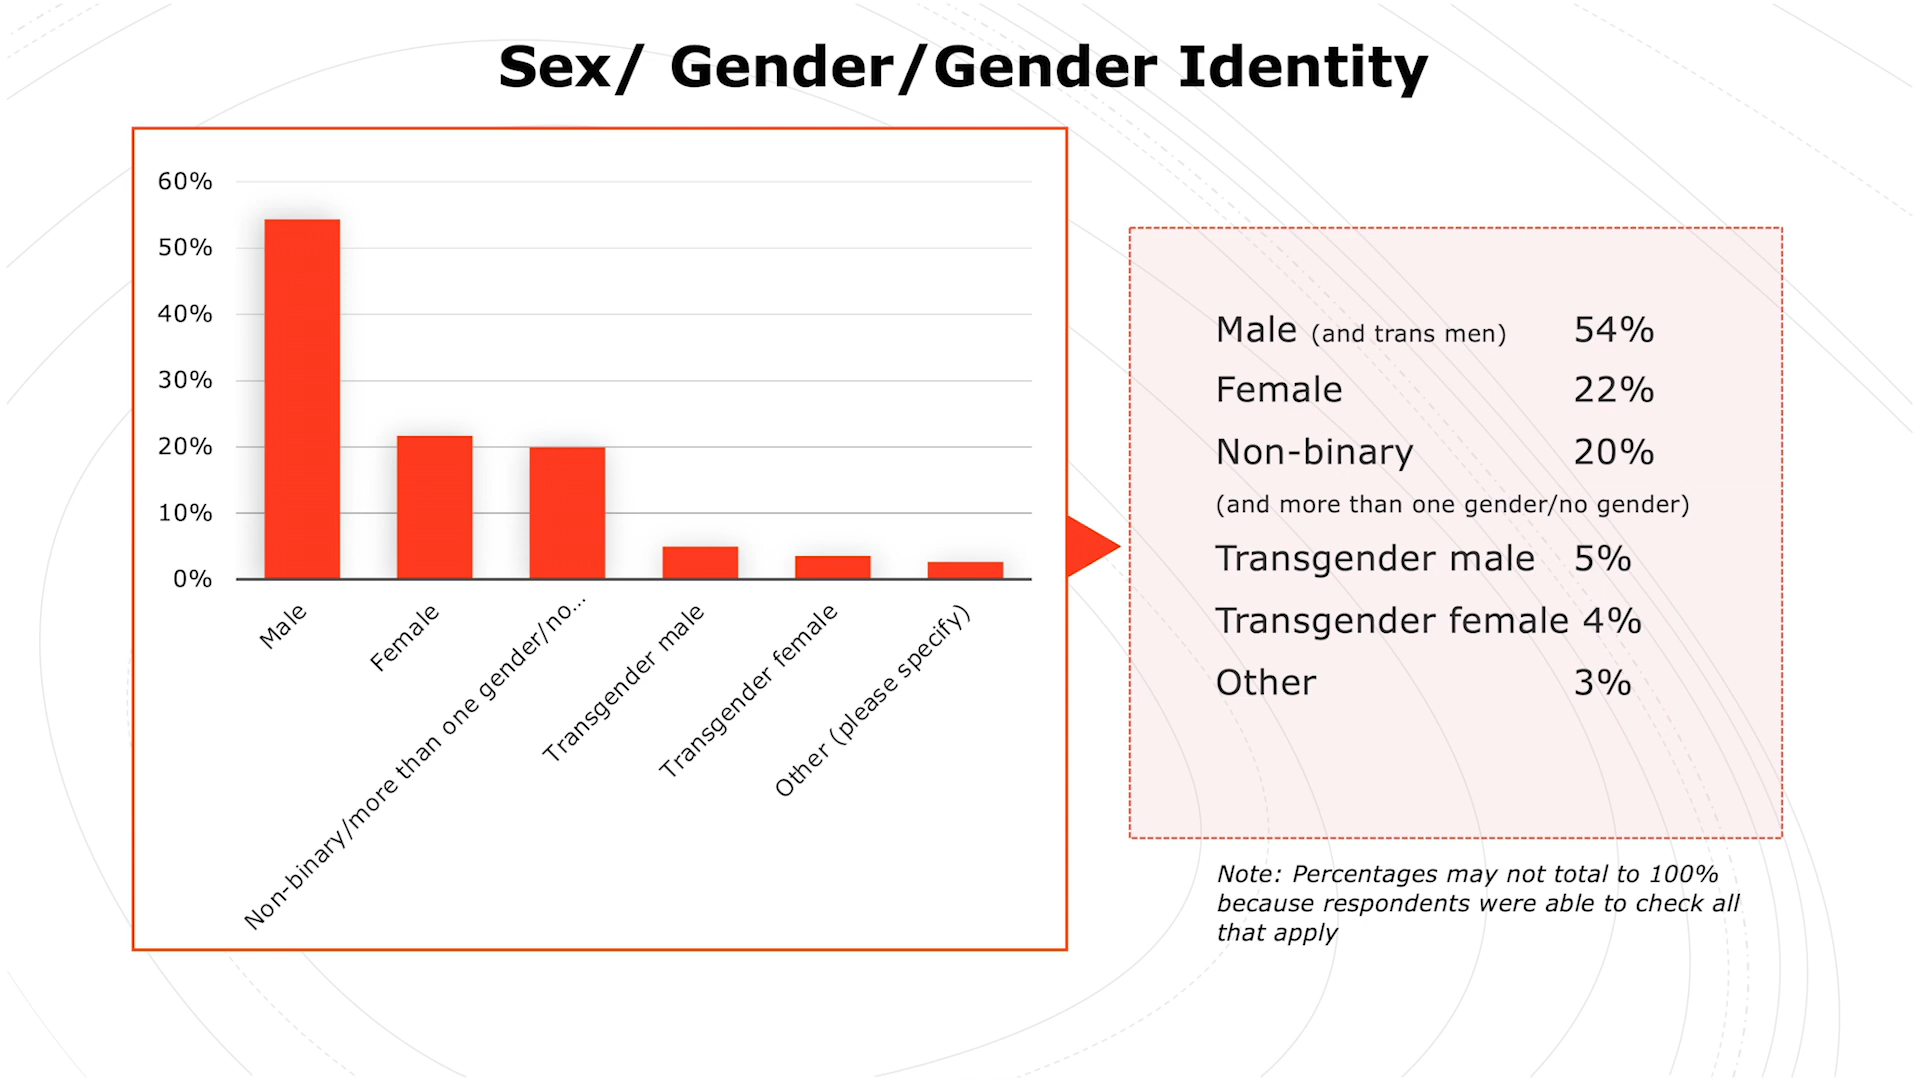 Sex/ Gender/Gender Identity
60%
50%
40%
30%
20%
10%
0%
Male
Female
Non-binary/more than one gender/no...
Transgender male
Transgender female
Other (please specify)
Male (and trans men) 54%
Female 22%
Non-binary 20%
(and more than one gender/no gender)
Transgender male 5%
Transgender female 4%
Other 3%
Note: Percentages may not total to 100%
because respondents were able to check all
that apply